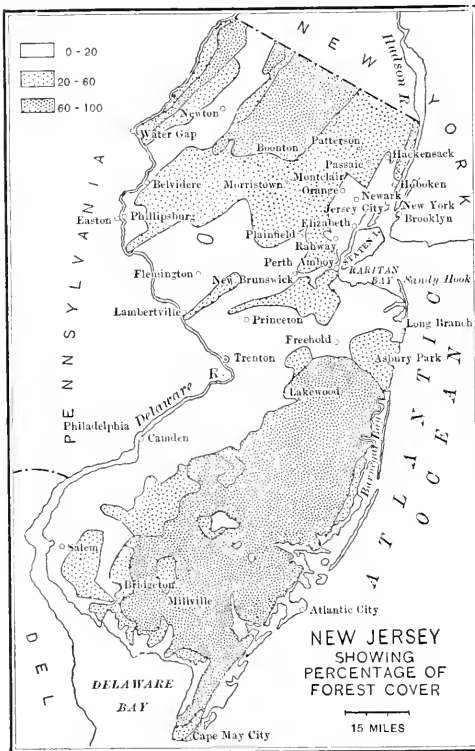 0-20
20-60
60-100
NEW YORK
Hudson R.
Newton
Water Gap
Boonton
Patterson
Passaic
Hackensack
Montclair
Orange
Hoboken
Belvidere
Morristown
Newark
Jersey City
New York
Brooklyn
Easton
Phillipsburg
Elizabeth
Plainfield
Rahway
STATEN I.
Perth Amboy
RARITAN BAY
Sandy Hook
Flemington
New Brunswick
Lambertville
Princeton
Long Branch
Freehold
Asbury Park
Trenton
Lakewood
PENNSYLVANIA
Delaware R.
Philadelphia
Camden
ATLANTIC OCEAN
Salem
Bridgeton
Millville
Atlantic City
DEL
DELAWARE
BAY
Cape May City
NEW JERSEY
SHOWING
PERCENTAGE OF
FOREST COVER
15 MILES